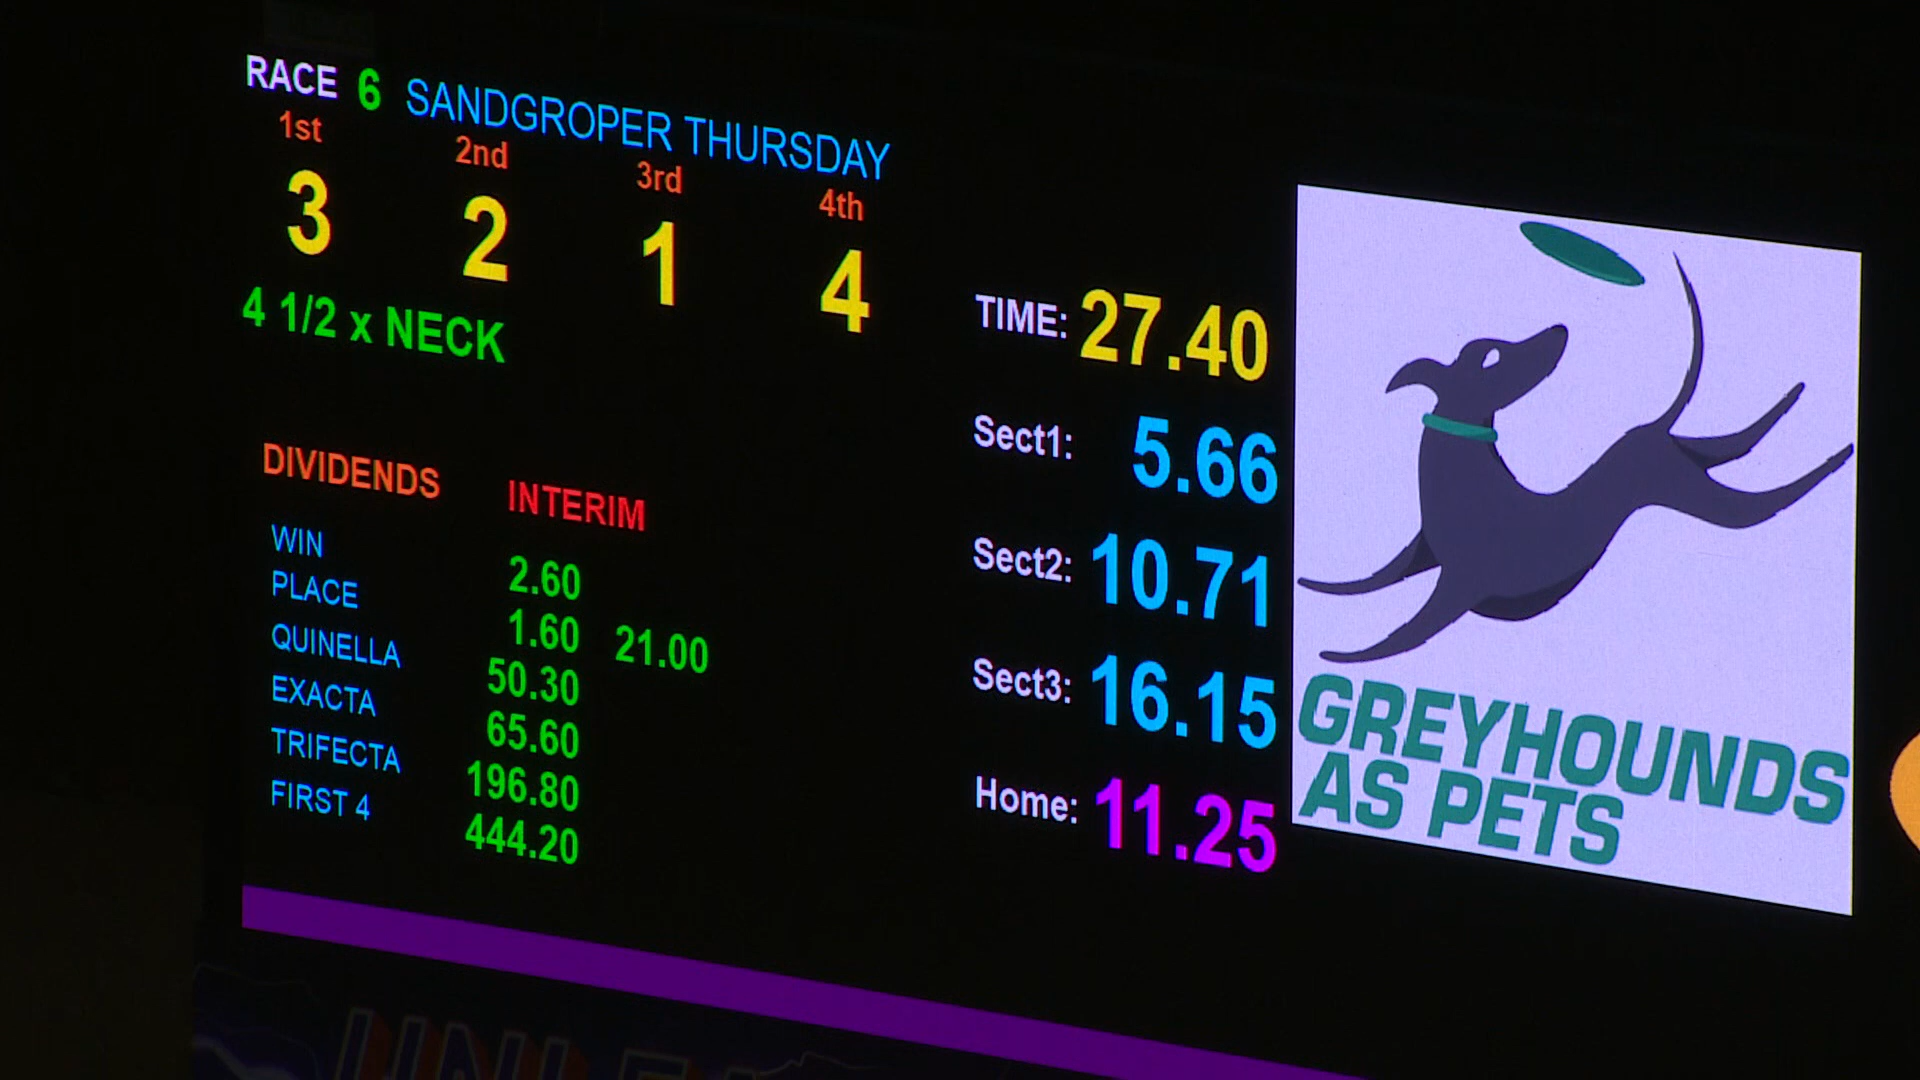 RACE 6 SANDGROPER THURSDAY
1st 2nd 3rd 4th
3 2 1 4
4 1/2 x NECK
DIVIDENDS INTERIM
WIN 2.60
PLACE 1.60 21.00
QUINELLA 50.30
EXACTA 65.60
TRIFECTA 196.80
FIRST 4 444.20
TIME: 27.40
Sect1: 5.66
Sect2: 10.71
Sect3: 16.15
Home: 11.25
GREYHOUNDS
AS PETS